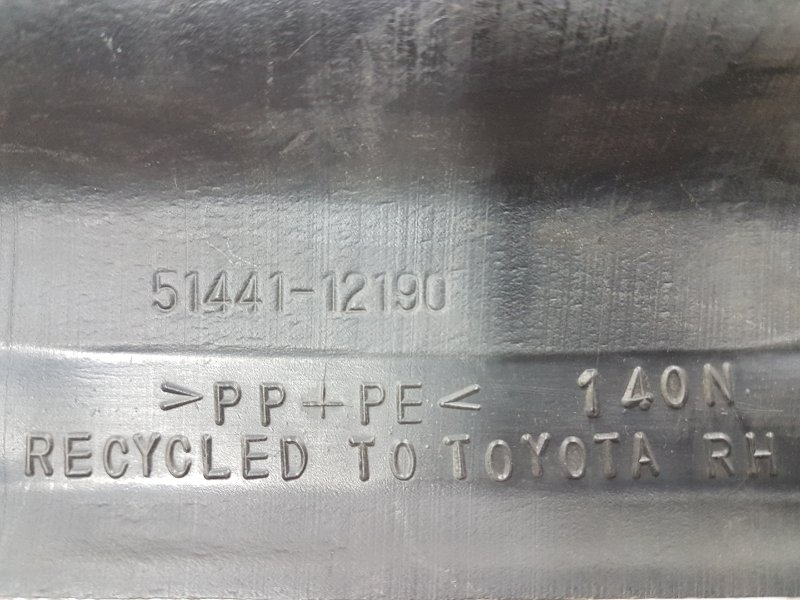 51441-12190
>PP+PE< 140N
RECYCLED TO TOYOTA RH